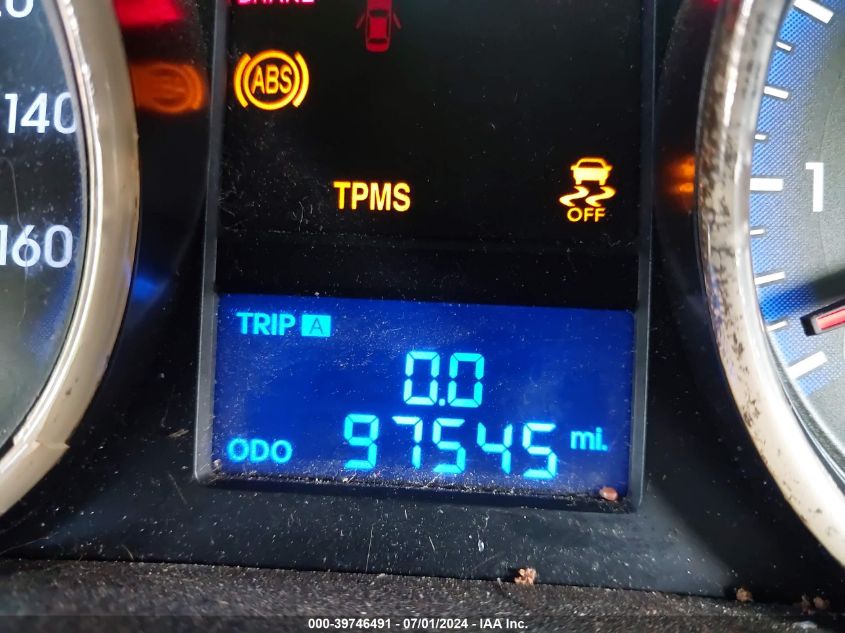 BRAKE
ABS
140
TPMS
OFF
160
1
TRIP A
0.0
ODO 97545 mi.
000-39746491 - 07/01/2024 - IAA, Inc.